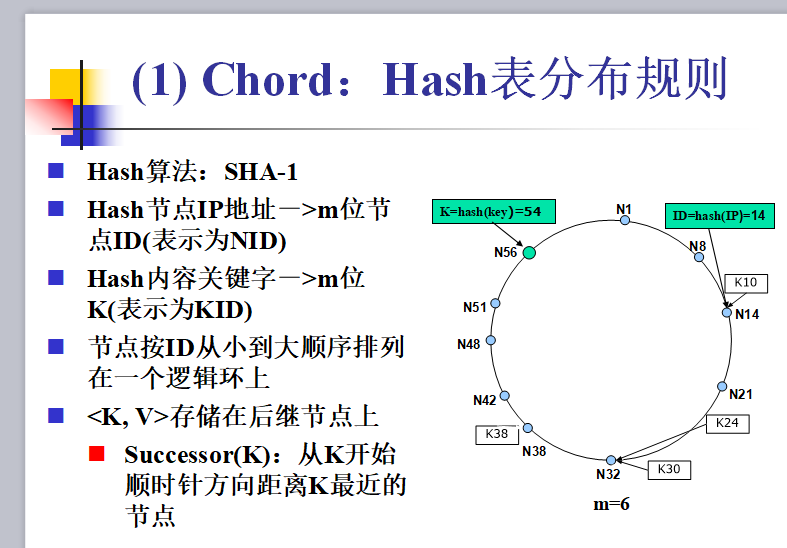 (1) Chord：Hash表分布规则
Hash算法：SHA-1
Hash节点IP地址－>m位节
点ID(表示为NID)
Hash内容关键字－>m位
K(表示为KID)
节点按ID从小到大顺序排列
在一个逻辑环上
<K, V>存储在后继节点上
Successor(K)：从K开始
顺时针方向距离K最近的
节点
K=hash(key)=54
N1
ID=hash(IP)=14
N56
N8
K10
N51
N14
N48
N42
N21
K24
K38
N38
N32
K30
m=6